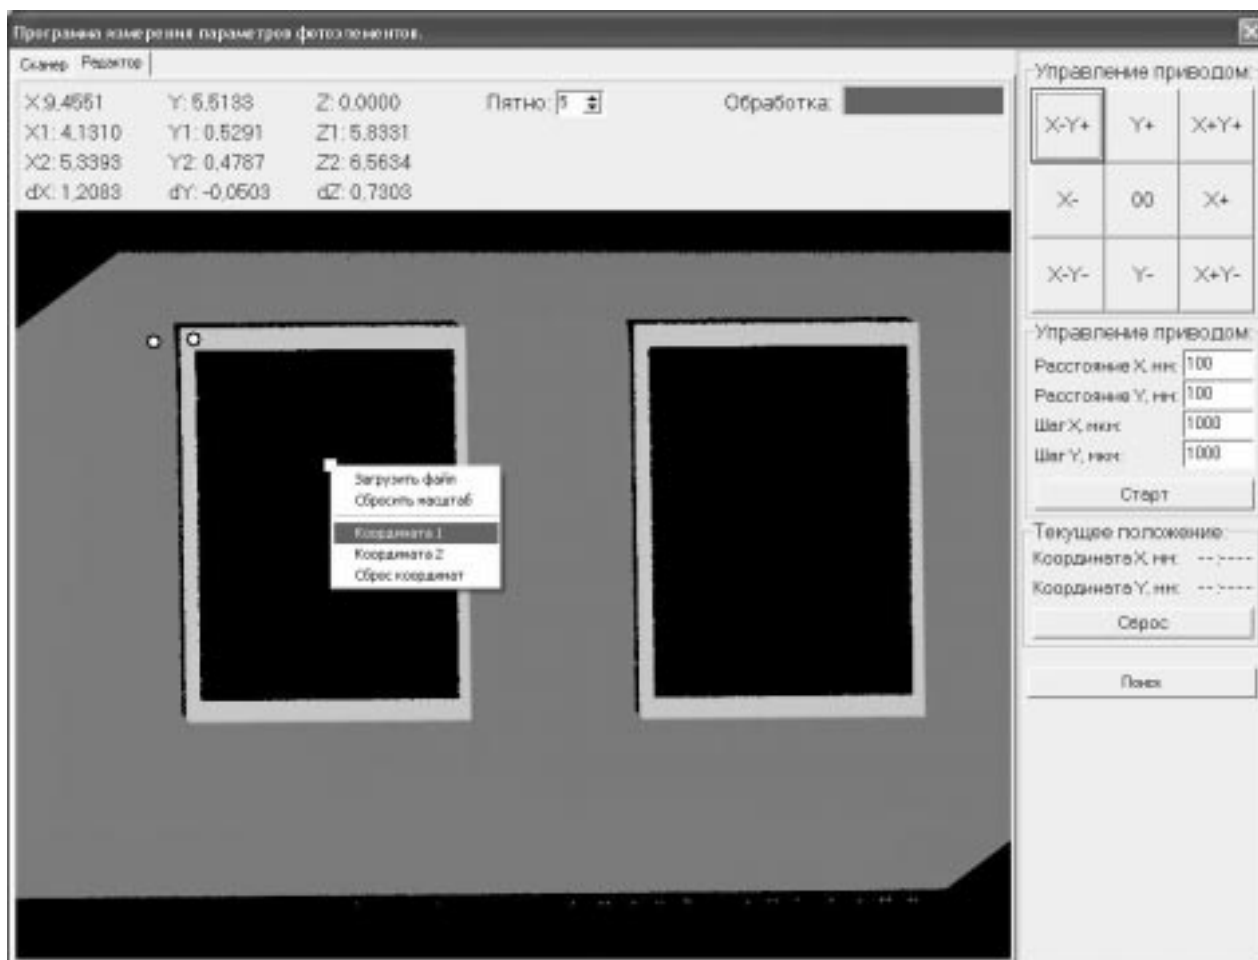 Программа измерения параметров фотоэлементов.
Сканер Редактор
X:9,4551 Y: 5,5133 Z: 0,0000 Пятно: 5 Обработка:
X1: 4,1310 Y1: 0,5291 Z1: 5,8331
X2: 5,3393 Y2: 0,4787 Z2: 6,5634
dX: 1,2083 dY: -0,0503 dZ: 0,7303
Управление приводом:
X-Y+ Y+ X+Y+
X- 00 X+
X-Y- Y- X+Y-
Управление приводом:
Расстояние X, мм: 100
Расстояние Y, мм: 100
Шаг X, мкм: 1000
Шаг Y, мкм: 1000
Старт
Текущее положение:
Координата X, мм: --:----
Координата Y, мм: --:----
Сброс
Поиск
Загрузить файл
Сбросить масштаб
Координата 1
Координата 2
Сброс координат